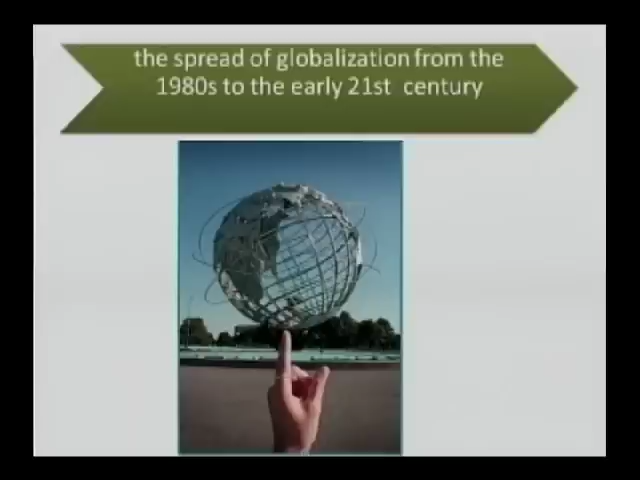 the spread of globalization from the
1980s to the early 21st century